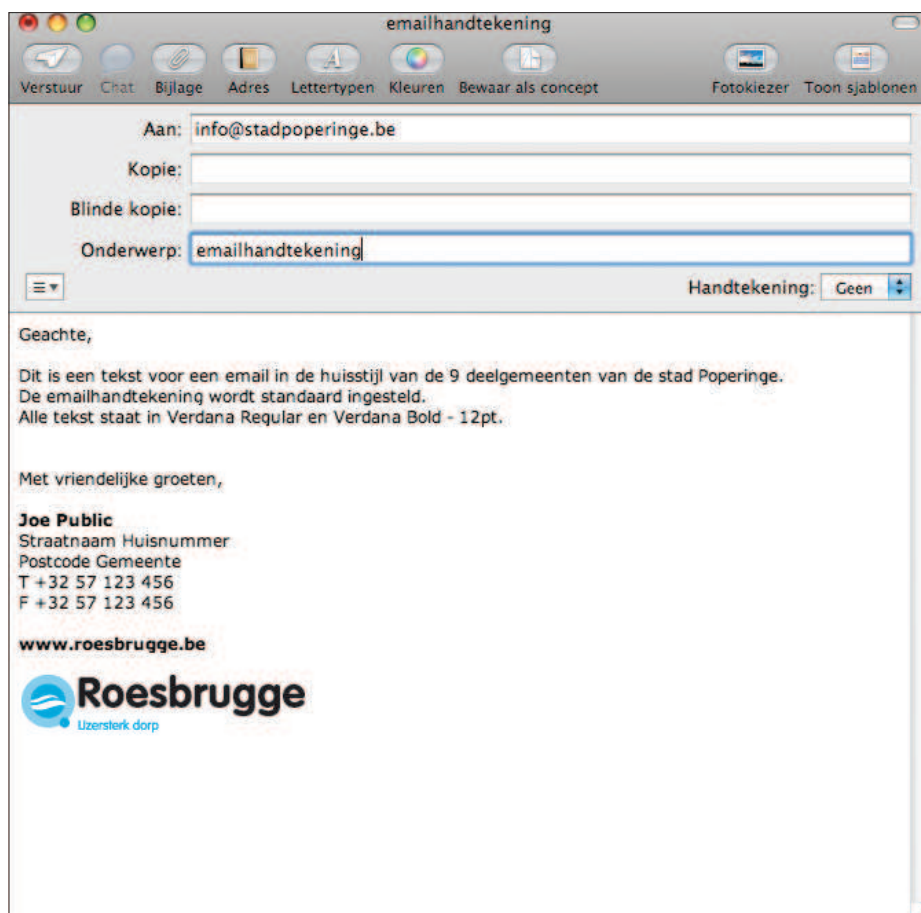 emailhandtekening
Verstuur Chat Bijlage Adres Lettertypen Kleuren Bewaar als concept Fotokiezer Toon sjablonen
Aan: info@stadpoperinge.be
Kopie:
Blinde kopie:
Onderwerp: emailhandtekening
Handtekening: Geen
Geachte,
Dit is een tekst voor een email in de huisstijl van de 9 deelgemeenten van de stad Poperinge.
De emailhandtekening wordt standaard ingesteld.
Alle tekst staat in Verdana Regular en Verdana Bold - 12pt.
Met vriendelijke groeten,
Joe Public
Straatnaam Huisnummer
Postcode Gemeente
T +32 57 123 456
F +32 57 123 456
www.roesbrugge.be
Roesbrugge
IJzersterk dorp